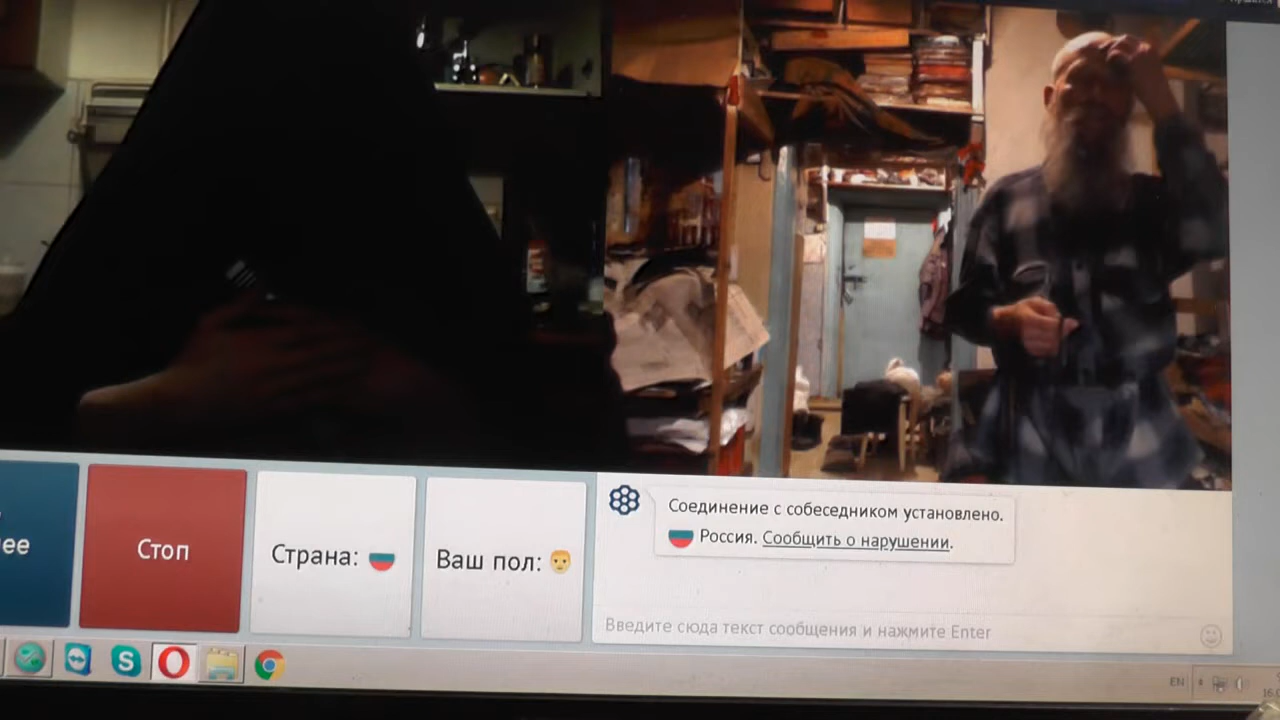 Соединение с собеседником установлено.
Россия. Сообщить о нарушении.
ее
Стоп
Страна:
Ваш пол:
Введите сюда текст сообщения и нажмите Enter
EN